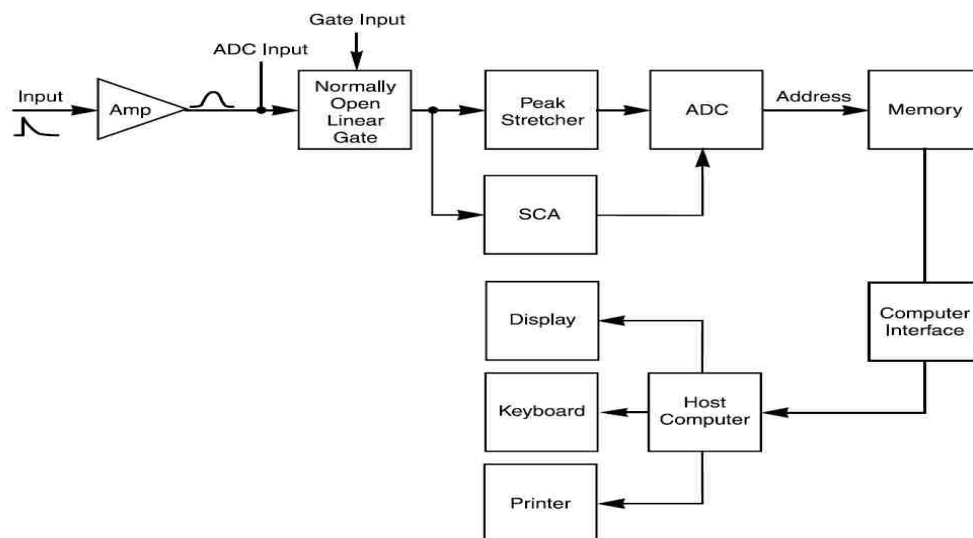 Gate Input
ADC Input
Input
Amp
Normally
Open
Linear
Gate
Peak
Stretcher
ADC
Address
Memory
SCA
Display
Computer
Interface
Keyboard
Host
Computer
Printer